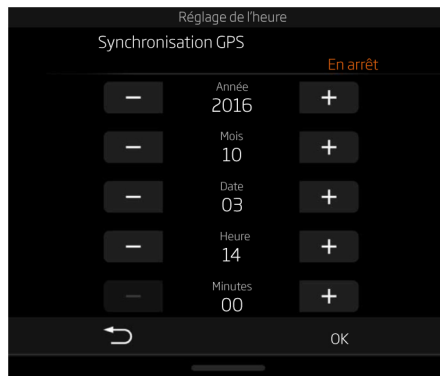 Réglage de l'heure
Synchronisation GPS
En arrêt
Année
− 2016 +
Mois
− 10 +
Date
− 03 +
Heure
− 14 +
Minutes
− 00 +
OK